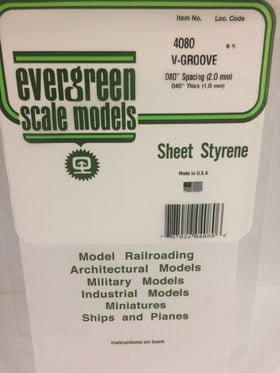 Item No. Loc. Code
4080 B-5
V-GROOVE
.080" Spacing (2.0 mm)
.040" Thick (1.0 mm)
evergreen
scale models
Sheet Styrene
Made in U.S.A.
Model Railroading
Architectural Models
Military Models
Industrial Models
Miniatures
Ships and Planes
Instructions on back